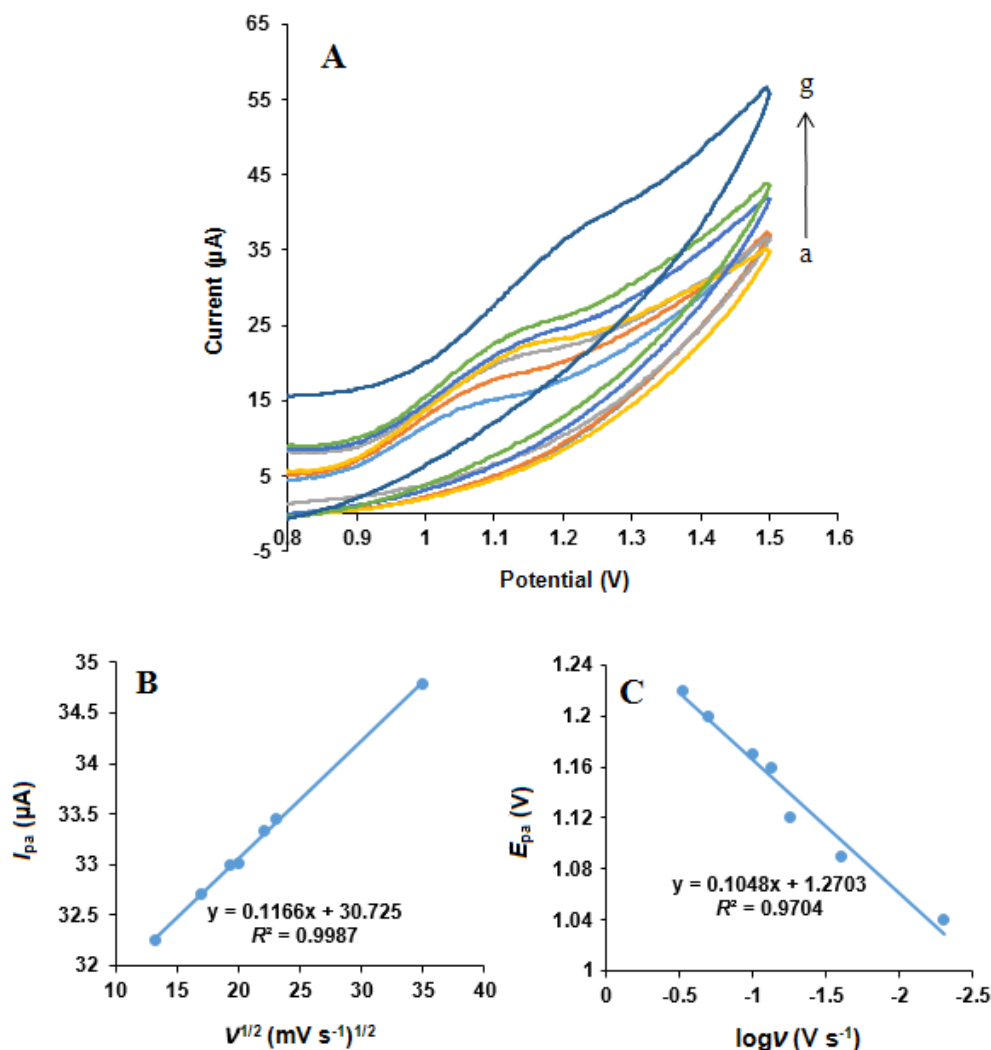 A
65
55
45
35
25
15
5
-5
0.8 0.9 1 1.1 1.2 1.3 1.4 1.5 1.6
Current (µA)
Potential (V)
g
a
B
35
34.5
34
33.5
33
32.5
32
10 20 30 40
Ipa (µA)
y = 0.1166x + 30.725
R² = 0.9987
V1/2 (mV s-1)1/2
C
1.24
1.2
1.16
1.12
1.08
1.04
1
0 -0.5 -1 -1.5 -2 -2.5
Epa (V)
y = 0.1048x + 1.2703
R² = 0.9704
logV (V s-1)